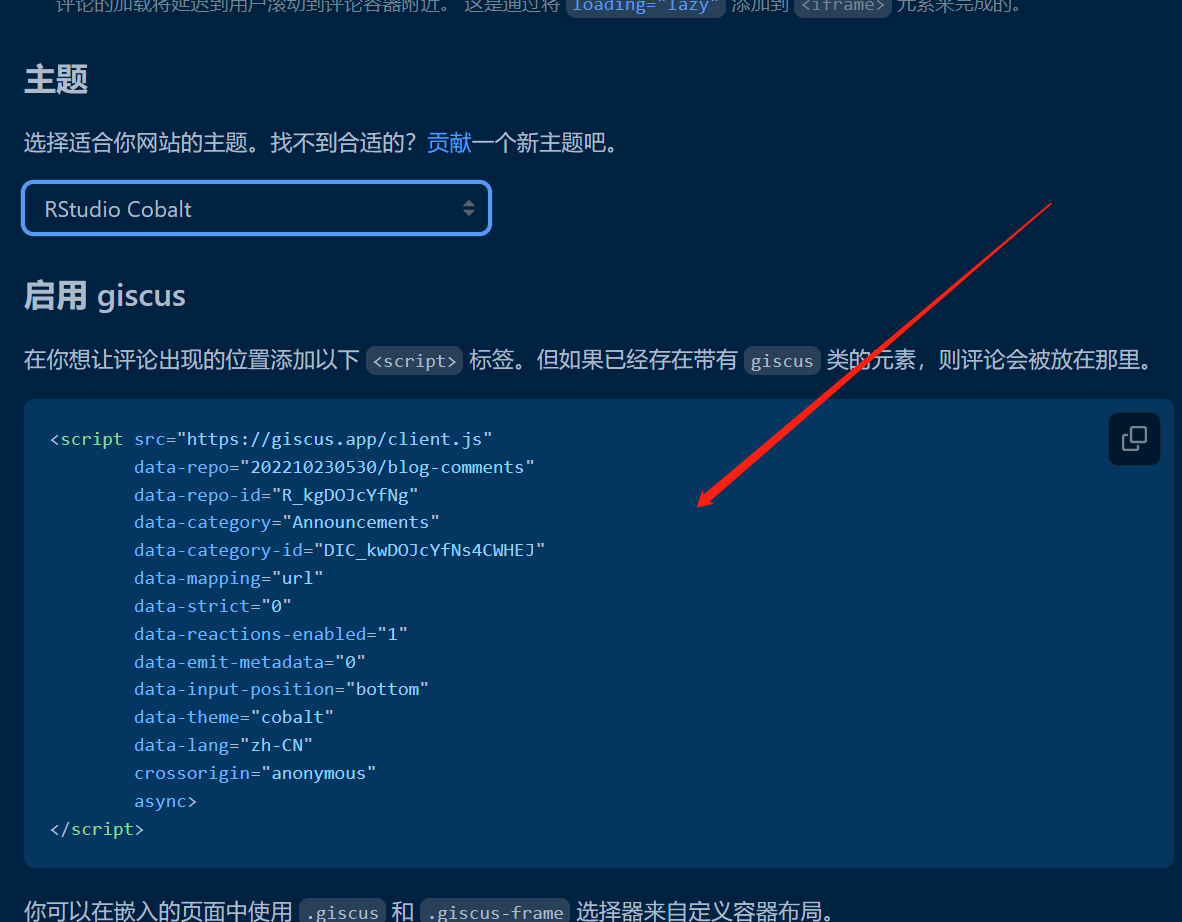 评论的加载将延迟到用户滚动到评论容器附近。 这是通过将 loading="lazy" 添加到 <iframe> 元素来完成的。
主题
选择适合你网站的主题。找不到合适的？贡献一个新主题吧。
RStudio Cobalt
启用 giscus
在你想让评论出现的位置添加以下 <script> 标签。但如果已经存在带有 giscus 类的元素，则评论会被放在那里。
<script src="https://giscus.app/client.js"
data-repo="202210230530/blog-comments"
data-repo-id="R_kgDOJcYfNg"
data-category="Announcements"
data-category-id="DIC_kwDOJcYfNs4CWHEJ"
data-mapping="url"
data-strict="0"
data-reactions-enabled="1"
data-emit-metadata="0"
data-input-position="bottom"
data-theme="cobalt"
data-lang="zh-CN"
crossorigin="anonymous"
async>
</script>
你可以在嵌入的页面中使用 .giscus 和 .giscus-frame 选择器来自定义容器布局。